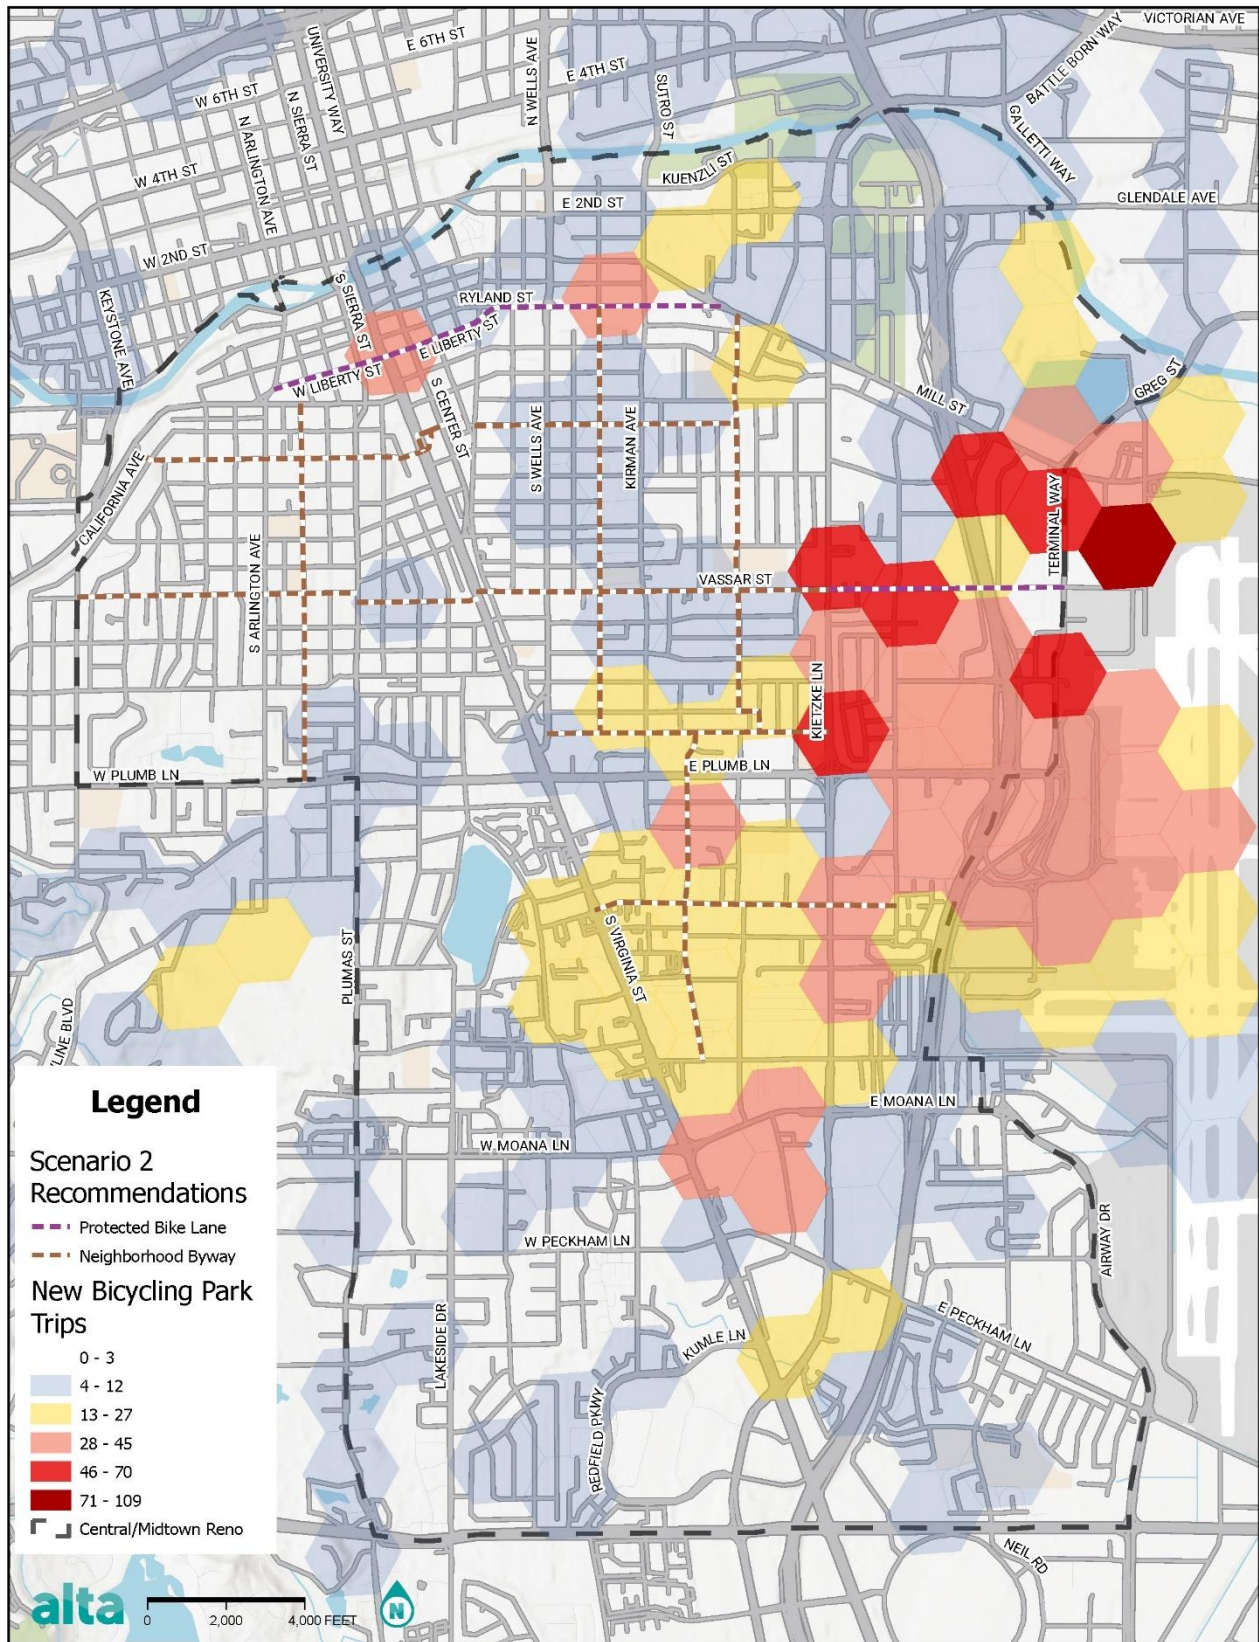 VICTORIAN AVE
E 6TH ST
UNIVERSITY WAY
N WELLS AVE
E 4TH ST
BATTLE BORN WAY
SUTRO ST
W 6TH ST
N SIERRA ST
N ARLINGTON AVE
GALLETTI WAY
W 4TH ST
KUENZLI ST
E 2ND ST
GLENDALE AVE
W 2ND ST
KEYSTONE AVE
S SIERRA ST
RYLAND ST
E LIBERTY ST
W LIBERTY ST
S CENTER ST
MILL ST
GREG ST
CALIFORNIA AVE
S WELLS AVE
KIRMAN AVE
TERMINAL WAY
S ARLINGTON AVE
VASSAR ST
KIETZKE LN
W PLUMB LN
E PLUMB LN
PLUMAS ST
S VIRGINIA ST
YLINE BLVD
E MOANA LN
W MOANA LN
W PECKHAM LN
AIRWAY DR
E PECKHAM LN
LAKESIDE DR
KUMLE LN
REDFIELD PKWY
NEIL RD
Legend
Scenario 2
Recommendations
Protected Bike Lane
Neighborhood Byway
New Bicycling Park
Trips
0 - 3
4 - 12
13 - 27
28 - 45
46 - 70
71 - 109
Central/Midtown Reno
alta
0 2,000 4,000 FEET
N